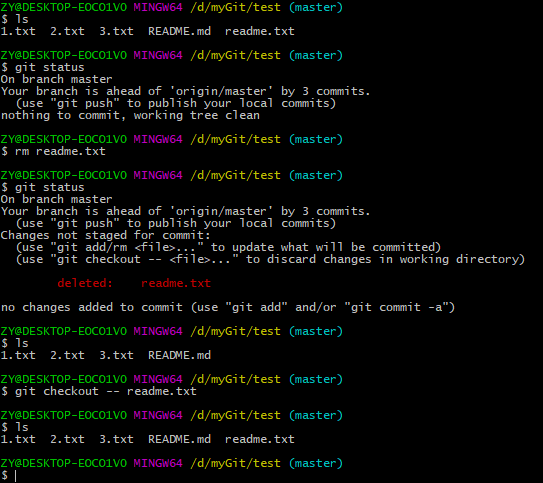 ZY@DESKTOP-EOCO1VO MINGW64 /d/myGit/test (master)
$ ls
1.txt  2.txt  3.txt  README.md  readme.txt
ZY@DESKTOP-EOCO1VO MINGW64 /d/myGit/test (master)
$ git status
On branch master
Your branch is ahead of 'origin/master' by 3 commits.
  (use "git push" to publish your local commits)
nothing to commit, working tree clean
ZY@DESKTOP-EOCO1VO MINGW64 /d/myGit/test (master)
$ rm readme.txt
ZY@DESKTOP-EOCO1VO MINGW64 /d/myGit/test (master)
$ git status
On branch master
Your branch is ahead of 'origin/master' by 3 commits.
  (use "git push" to publish your local commits)
Changes not staged for commit:
  (use "git add/rm <file>..." to update what will be committed)
  (use "git checkout -- <file>..." to discard changes in working directory)
        deleted:    readme.txt
no changes added to commit (use "git add" and/or "git commit -a")
ZY@DESKTOP-EOCO1VO MINGW64 /d/myGit/test (master)
$ ls
1.txt  2.txt  3.txt  README.md
ZY@DESKTOP-EOCO1VO MINGW64 /d/myGit/test (master)
$ git checkout -- readme.txt
ZY@DESKTOP-EOCO1VO MINGW64 /d/myGit/test (master)
$ ls
1.txt  2.txt  3.txt  README.md  readme.txt
ZY@DESKTOP-EOCO1VO MINGW64 /d/myGit/test (master)
$